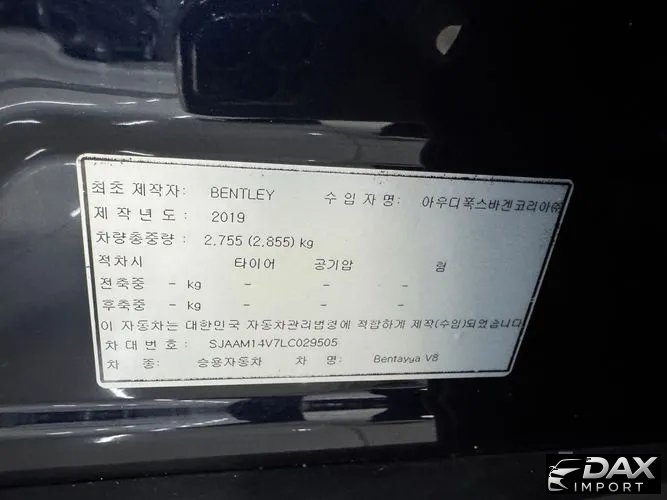 최초 제작자: BENTLEY 수 입 자 명: 아우디폭스바겐코리아㈜
제 작 년 도 : 2019
차량총중량 : 2,755 (2,855) kg
적차시 타이어 공기압 림
전축중 - kg - - -
후축중 - kg - - -
이 자동차는 대한민국 자동차관리법령에 적합하게 제작(수입)되었습니다.
차 대 번 호 : SJAAM14V7LC029505
차 종: 승용자동차 차 명: Bentayga V8
DAX
IMPORT